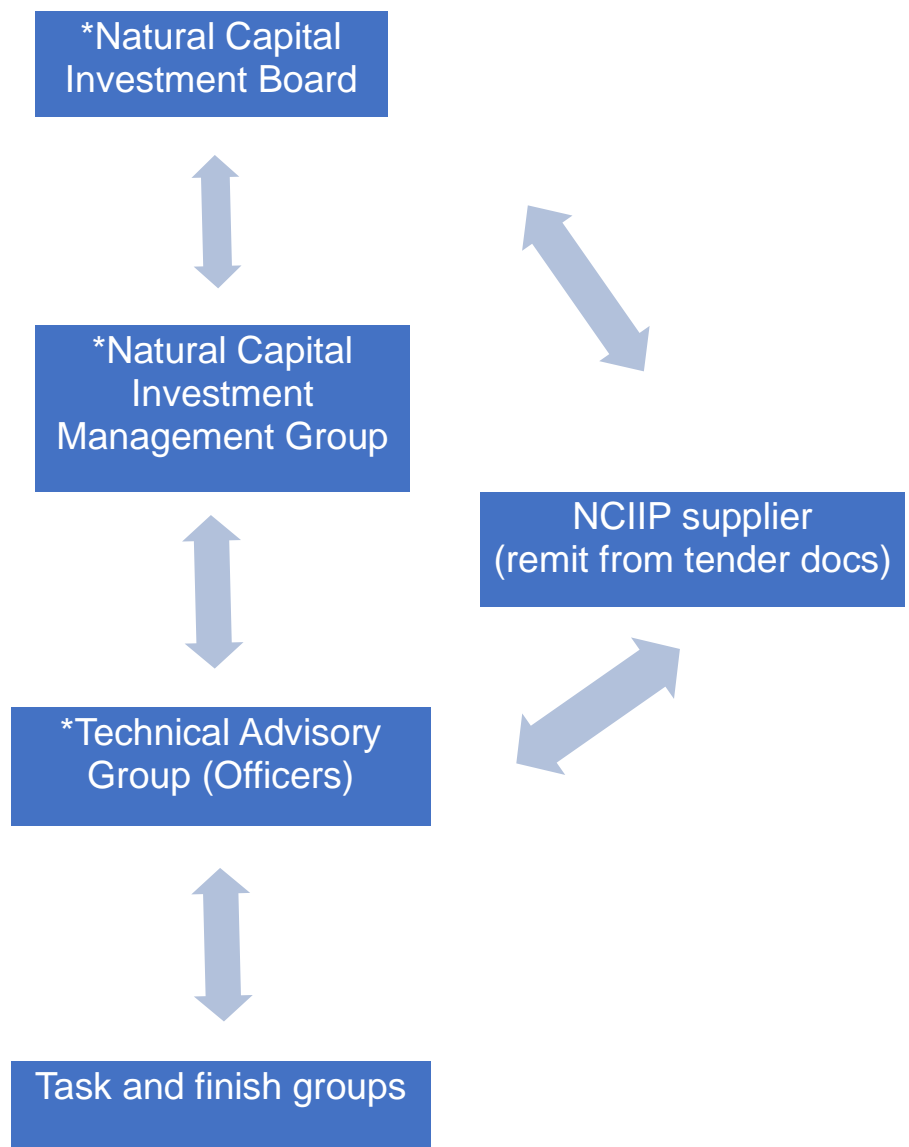 *Natural Capital
Investment Board
*Natural Capital
Investment
Management Group
NCIIP supplier
(remit from tender docs)
*Technical Advisory
Group (Officers)
Task and finish groups